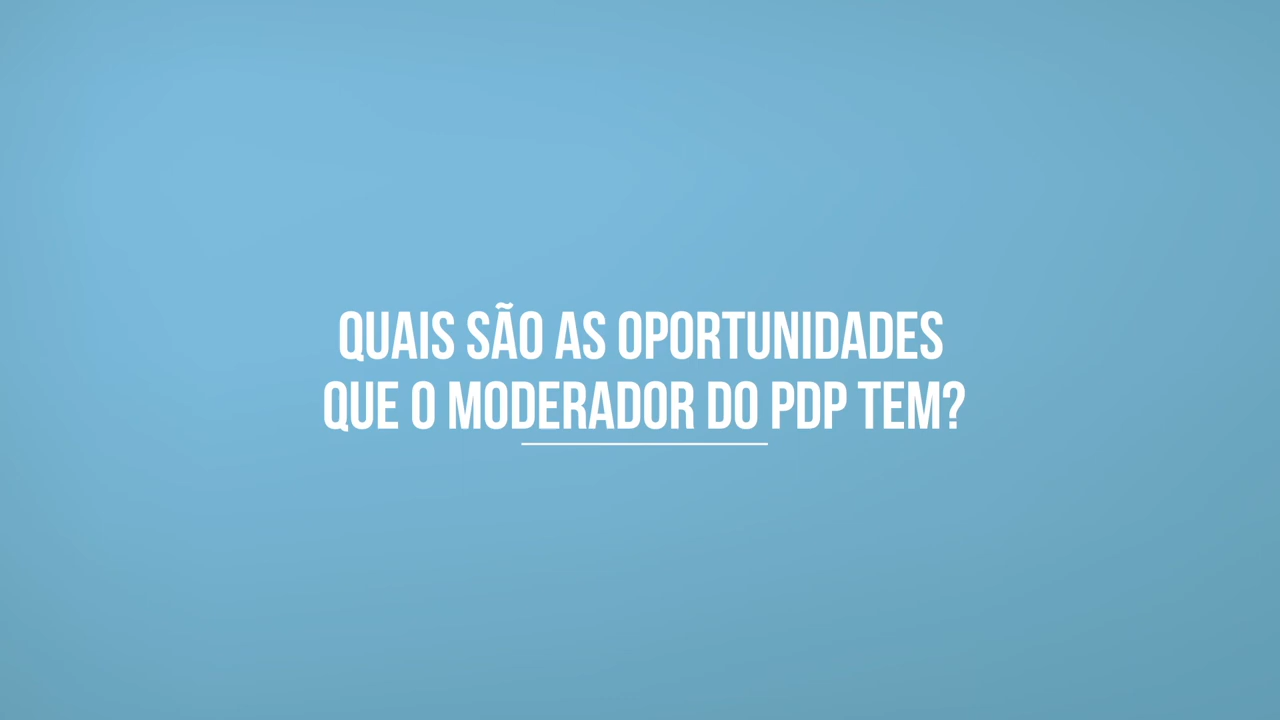 QUAIS SÃO AS OPORTUNIDADES
QUE O MODERADOR DO PDP TEM?